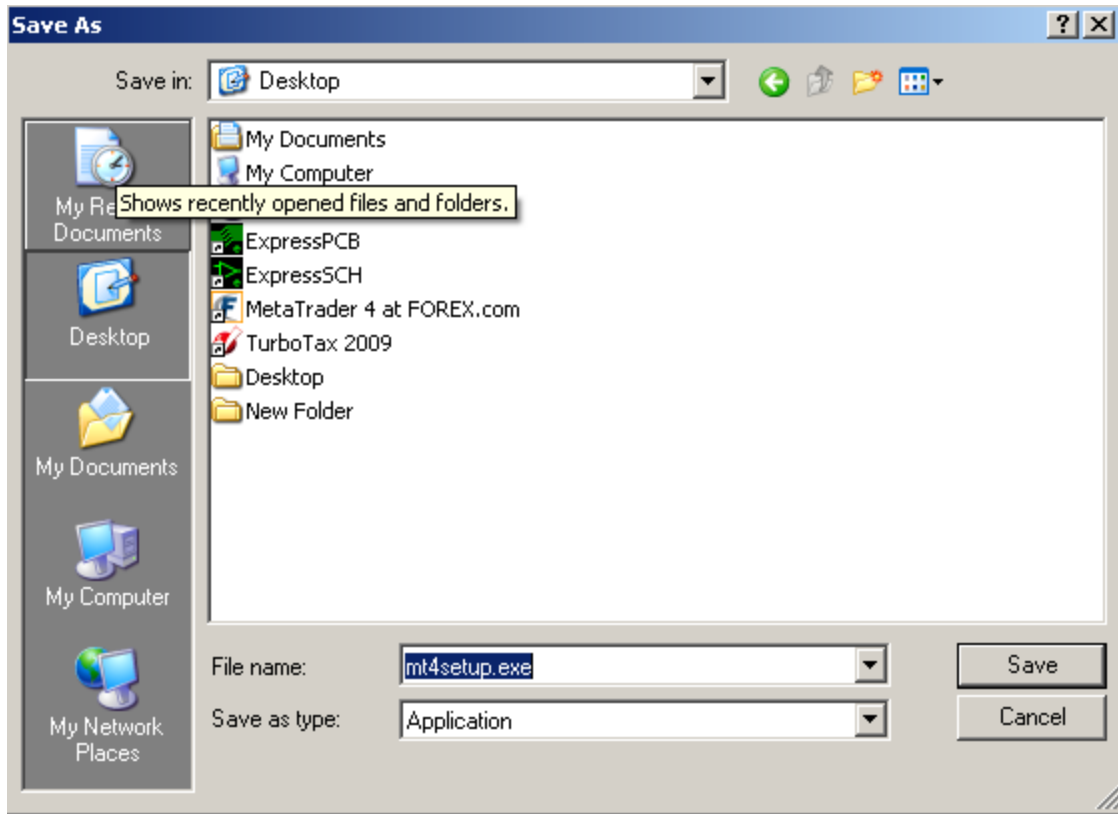 Save As
Save in:
Desktop
My Documents
My Computer
Shows recently opened files and folders.
My Re
Documents
ExpressPCB
ExpressSCH
MetaTrader 4 at FOREX.com
TurboTax 2009
Desktop
New Folder
Desktop
My Documents
My Computer
My Network
Places
File name:
mt4setup.exe
Save
Save as type:
Application
Cancel